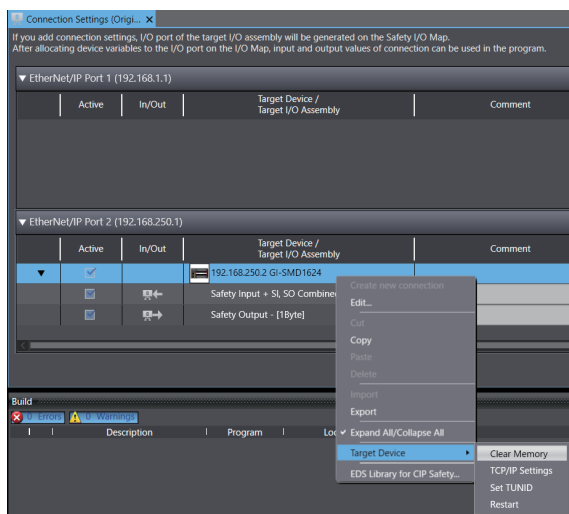 Connection Settings (Origi... ×
If you add connection settings, I/O port of the target I/O assembly will be generated on the Safety I/O Map.
After allocating device variables to the I/O port on the I/O Map, input and output values of connection can be used in the program.
▼ EtherNet/IP Port 1 (192.168.1.1)
Active In/Out Target Device / Comment
Target I/O Assembly
▼ EtherNet/IP Port 2 (192.168.250.1)
Active In/Out Target Device / Comment
Target I/O Assembly
192.168.250.2 GI-SMD1624
Create new connection
Safety Input + SI, SO Combine
Edit...
Safety Output - [1Byte]
Cut
Copy
Paste
Delete
Import
Build
Export
0 Errors 0 Warnings
Description Program Loc
Expand All/Collapse All
Target Device Clear Memory
EDS Library for CIP Safety... TCP/IP Settings
Set TUNID
Restart